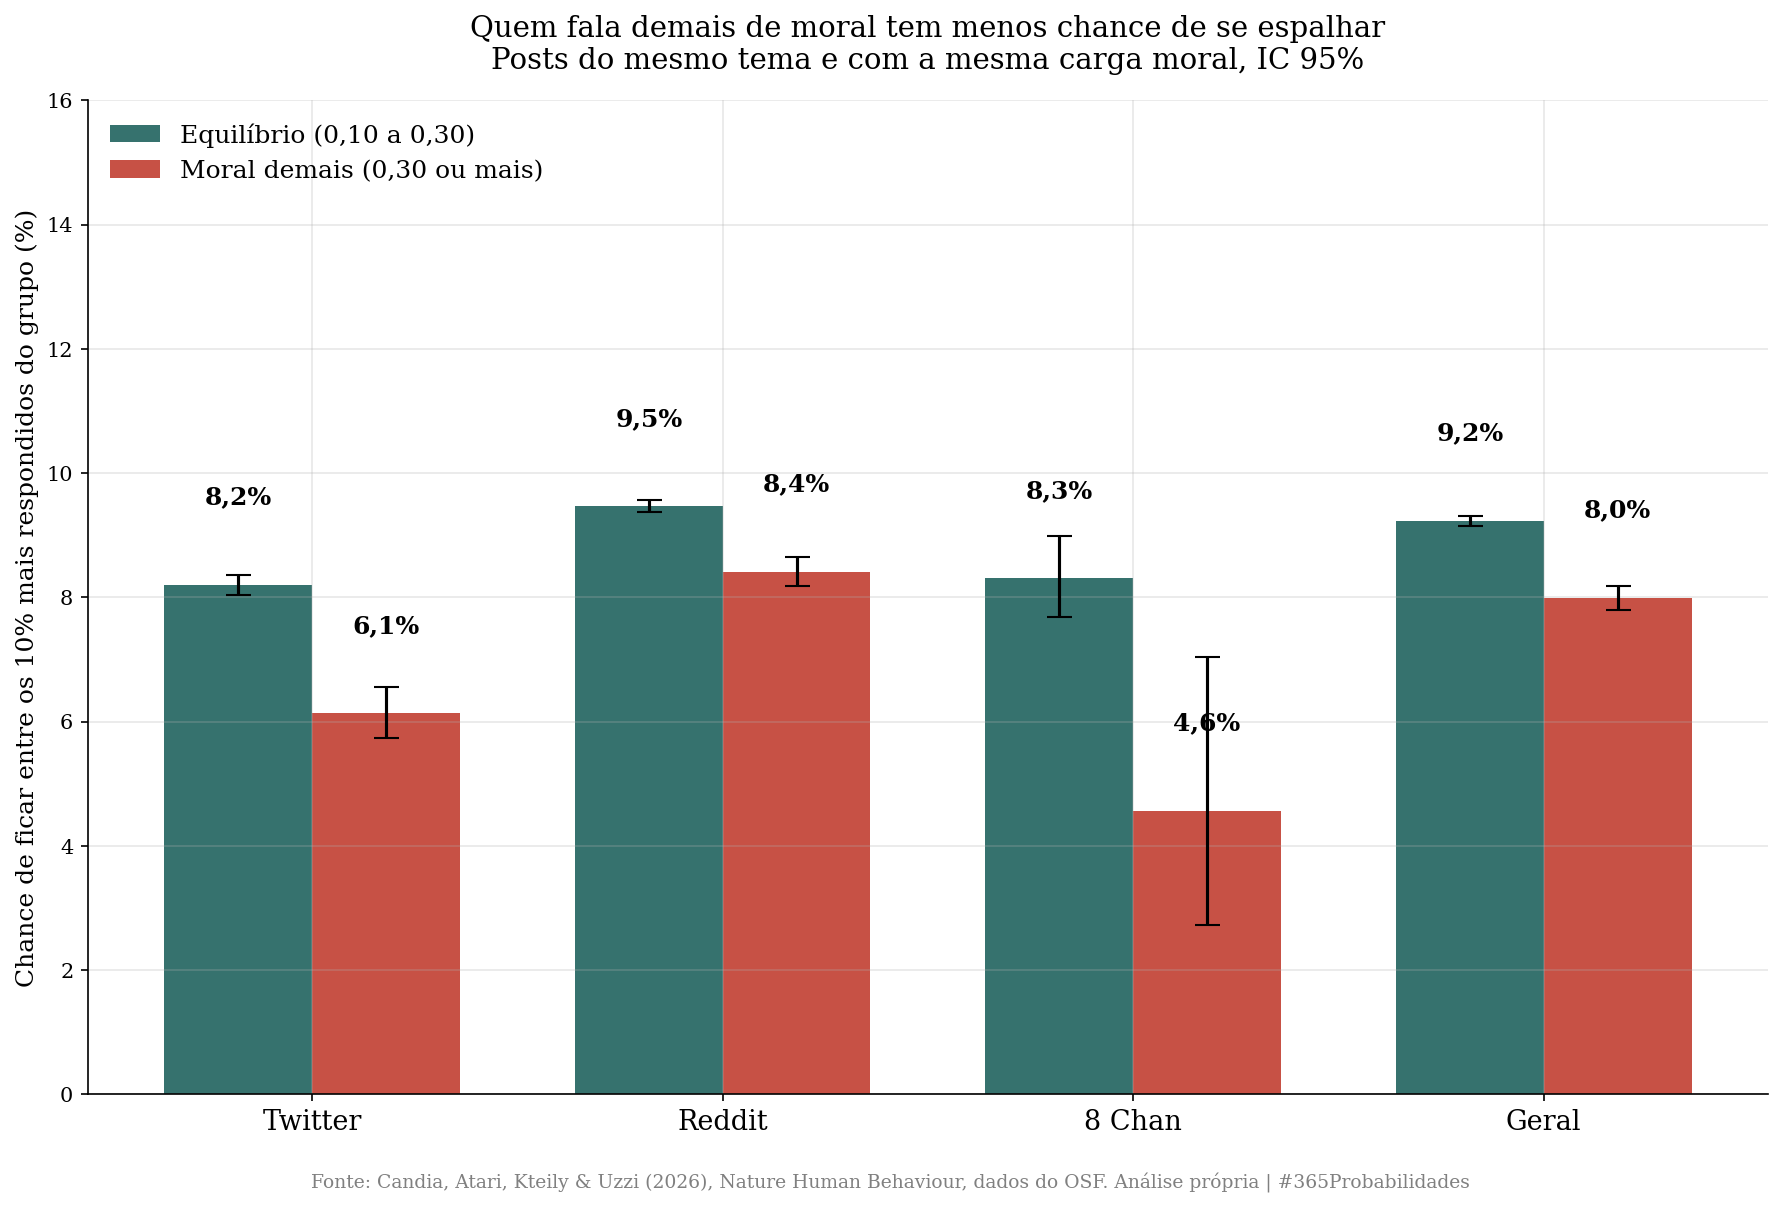 Quem fala demais de moral tem menos chance de se espalhar
Posts do mesmo tema e com a mesma carga moral, IC 95%
Chance de ficar entre os 10% mais respondidos do grupo (%)
16
14
12
10
8
6
4
2
0
Equilíbrio (0,10 a 0,30)
Moral demais (0,30 ou mais)
8,2%
6,1%
9,5%
8,4%
8,3%
4,6%
9,2%
8,0%
Twitter
Reddit
8 Chan
Geral
Fonte: Candia, Atari, Kteily & Uzzi (2026), Nature Human Behaviour, dados do OSF. Análise própria | #365Probabilidades